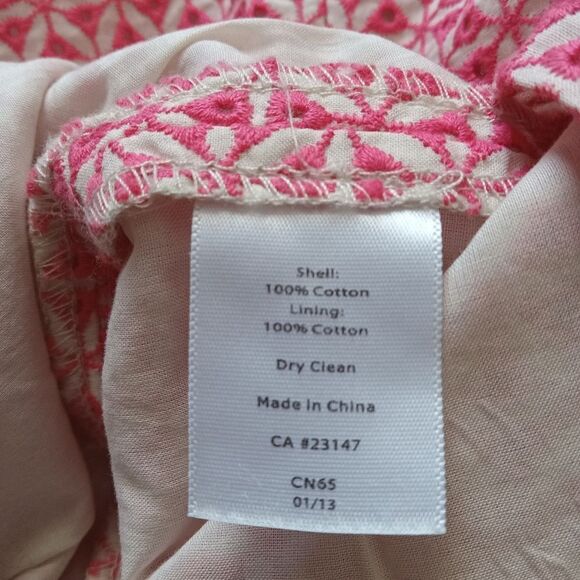 Shell:
100% Cotton
Lining:
100% Cotton
Dry Clean
Made in China
CA #23147
CN65
01/13